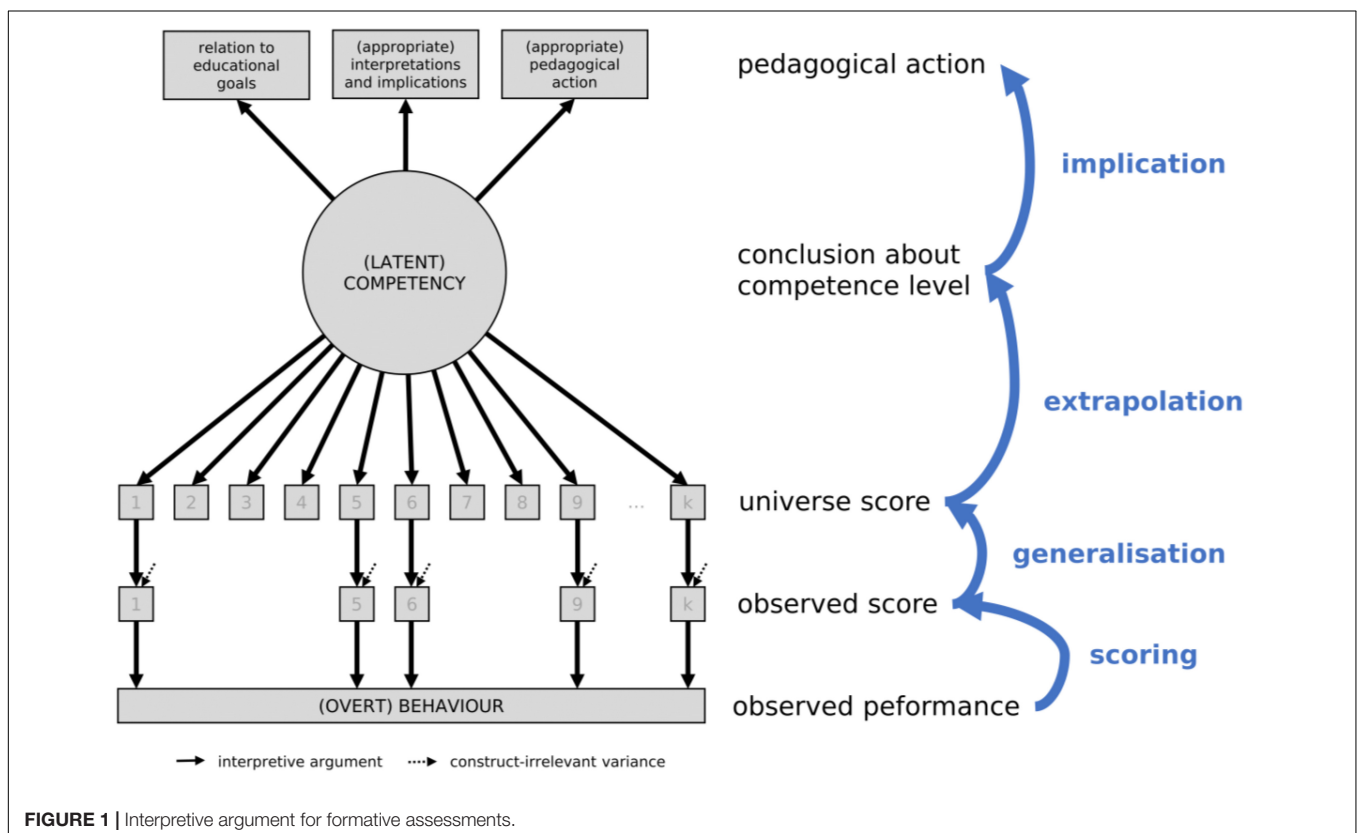 relation to
educational
goals
(appropriate)
interpretations
and implications
(appropriate)
pedagogical
action
pedagogical action
implication
(LATENT)
COMPETENCY
conclusion about
competence level
extrapolation
1 2 3 4 5 6 7 8 9 ... k
universe score
generalisation
1 5 6 9 k
observed score
scoring
(OVERT) BEHAVIOUR
observed peformance
interpretive argument
construct-irrelevant variance
FIGURE 1 | Interpretive argument for formative assessments.